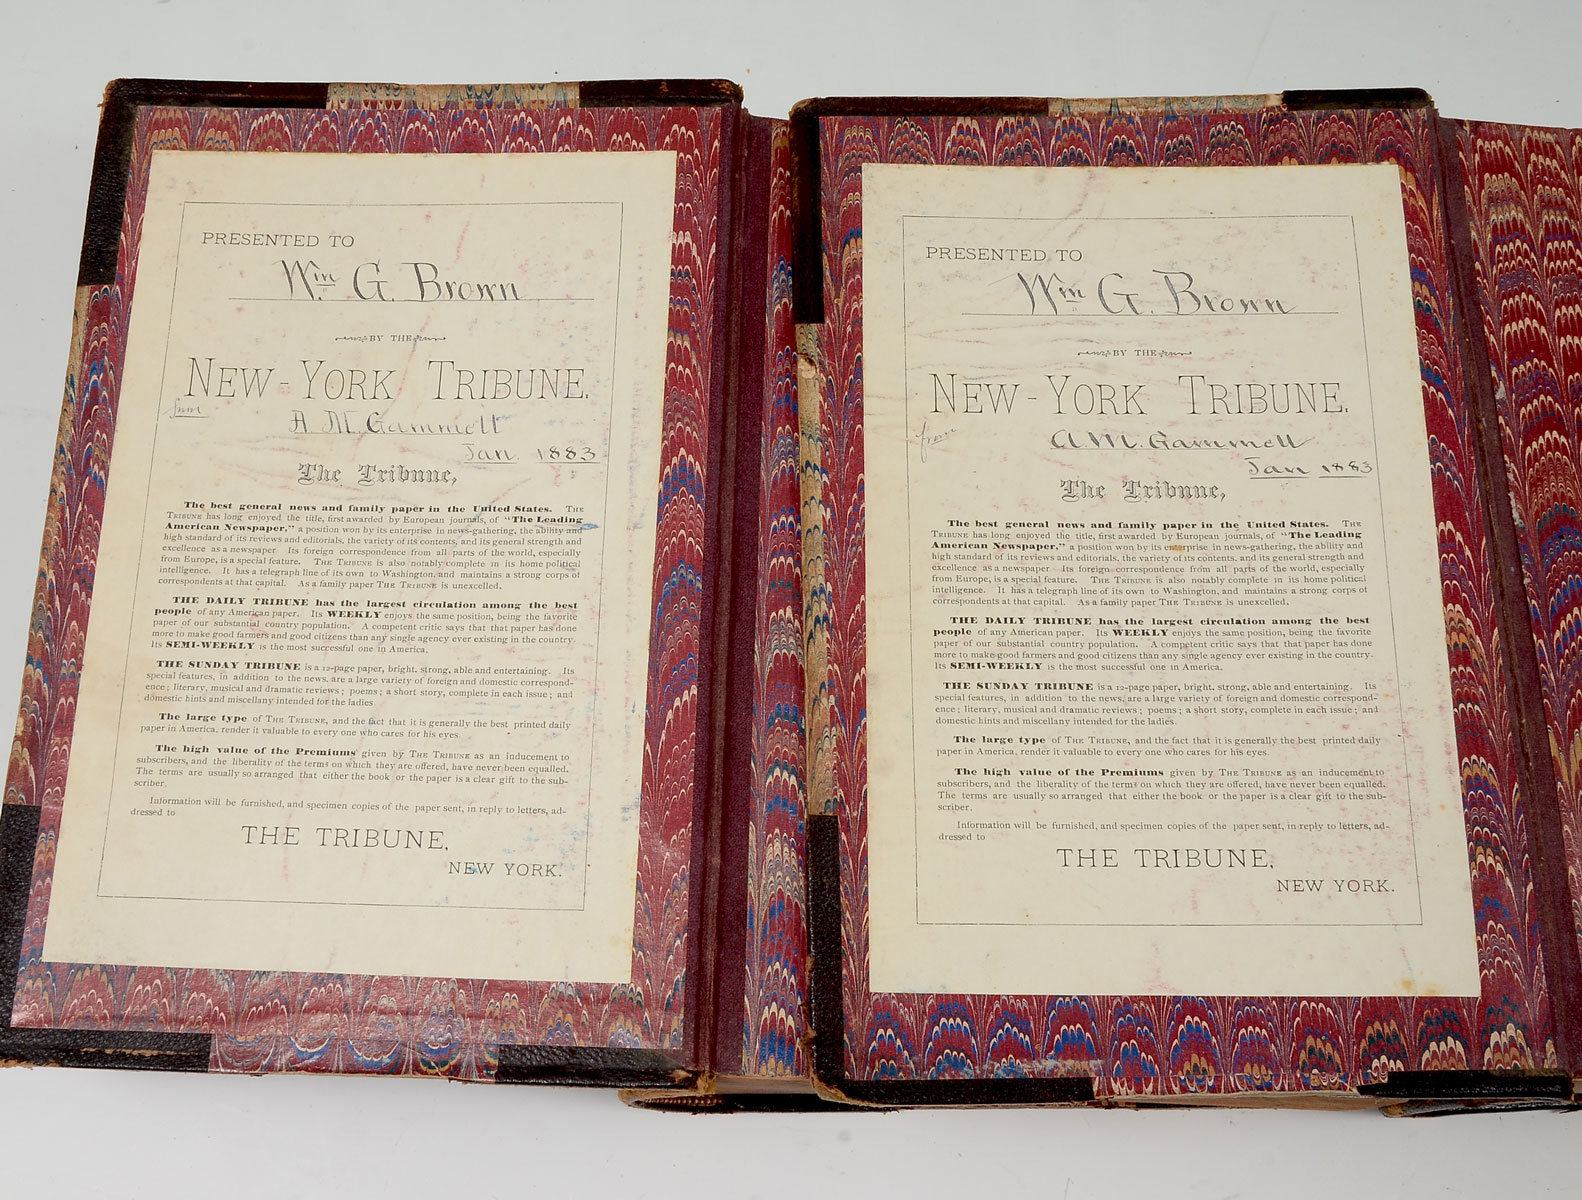 PRESENTED TO
Wm G. Brown
BY THE
NEW-YORK TRIBUNE.
from
A M. Gammell
Jan. 1883
The Tribune,
The best general news and family paper in the United States. THE
TRIBUNE has long enjoyed the title, first awarded by European journals, of "The Leading
American Newspaper," a position won by its enterprise in news-gathering, the ability and
high standard of its reviews and editorials, the variety of its contents, and its general strength and
excellence as a newspaper Its foreign correspondence from all parts of the world, especially
from Europe, is a special feature. THE TRIBUNE is also notably complete in its home political
intelligence. It has a telegraph line of its own to Washington, and maintains a strong corps of
correspondents at that capital. As a family paper THE TRIBUNE is unexcelled.
THE DAILY TRIBUNE has the largest circulation among the best
people of any American paper. Its WEEKLY enjoys the same position, being the favorite
paper of our substantial country population. A competent critic says that that paper has done
more to make good farmers and good citizens than any single agency ever existing in the country.
Its SEMI-WEEKLY is the most successful one in America.
THE SUNDAY TRIBUNE is a 12-page paper, bright. strong, able and entertaining. Its
special features, in addition to the news, are a large variety of foreign and domestic correspond-
ence; literary, musical and dramatic reviews; poems; a short story, complete in each issue; and
domestic hints and miscellany intended for the ladies
The large type of THE TRIBUNE, and the fact that it is generally the best printed daily
paper in America, render it valuable to every one who cares for his eyes.
The high value of the Premiums given by THE TRIBUNE as an inducement to
subscribers, and the liberality of the terms on which they are offered, have never been equalled.
The terms are usually so arranged that either the book or the paper is a clear gift to the sub-
scriber.
Information will be furnished, and specimen copies of the paper sent, in reply to letters, ad-
dressed to
THE TRIBUNE,
NEW YORK.
PRESENTED TO
Wm G. Brown
BY THE
NEW-YORK TRIBUNE.
from
A M. Gammell
Jan 1883
The Tribune,
The best general news and family paper in the United States. THE
TRIBUNE has long enjoyed the title, first awarded by European journals, of "The Leading
American Newspaper," a position won by its enterprise in news-gathering, the ability and
high standard of its reviews and editorials, the variety of its contents, and its general strength and
excellence as a newspaper Its foreign correspondence from all parts of the world, especially
from Europe, is a special feature. THE TRIBUNE is also notably complete in its home political
intelligence. It has a telegraph line of its own to Washington, and maintains a strong corps of
correspondents at that capital. As a family paper THE TRIBUNE is unexcelled.
THE DAILY TRIBUNE has the largest circulation among the best
people of any American paper. Its WEEKLY enjoys the same position, being the favorite
paper of our substantial country population. A competent critic says that that paper has done
more to make good farmers and good citizens than any single agency ever existing in the country.
Its SEMI-WEEKLY is the most successful one in America.
THE SUNDAY TRIBUNE is a 12-page paper, bright. strong, able and entertaining. Its
special features, in addition to the news, are a large variety of foreign and domestic correspond-
ence; literary, musical and dramatic reviews; poems; a short story, complete in each issue; and
domestic hints and miscellany intended for the ladies
The large type of THE TRIBUNE, and the fact that it is generally the best printed daily
paper in America, render it valuable to every one who cares for his eyes.
The high value of the Premiums given by THE TRIBUNE as an inducement to
subscribers, and the liberality of the terms on which they are offered, have never been equalled.
The terms are usually so arranged that either the book or the paper is a clear gift to the sub-
scriber.
Information will be furnished, and specimen copies of the paper sent, in reply to letters, ad-
dressed to
THE TRIBUNE,
NEW YORK.